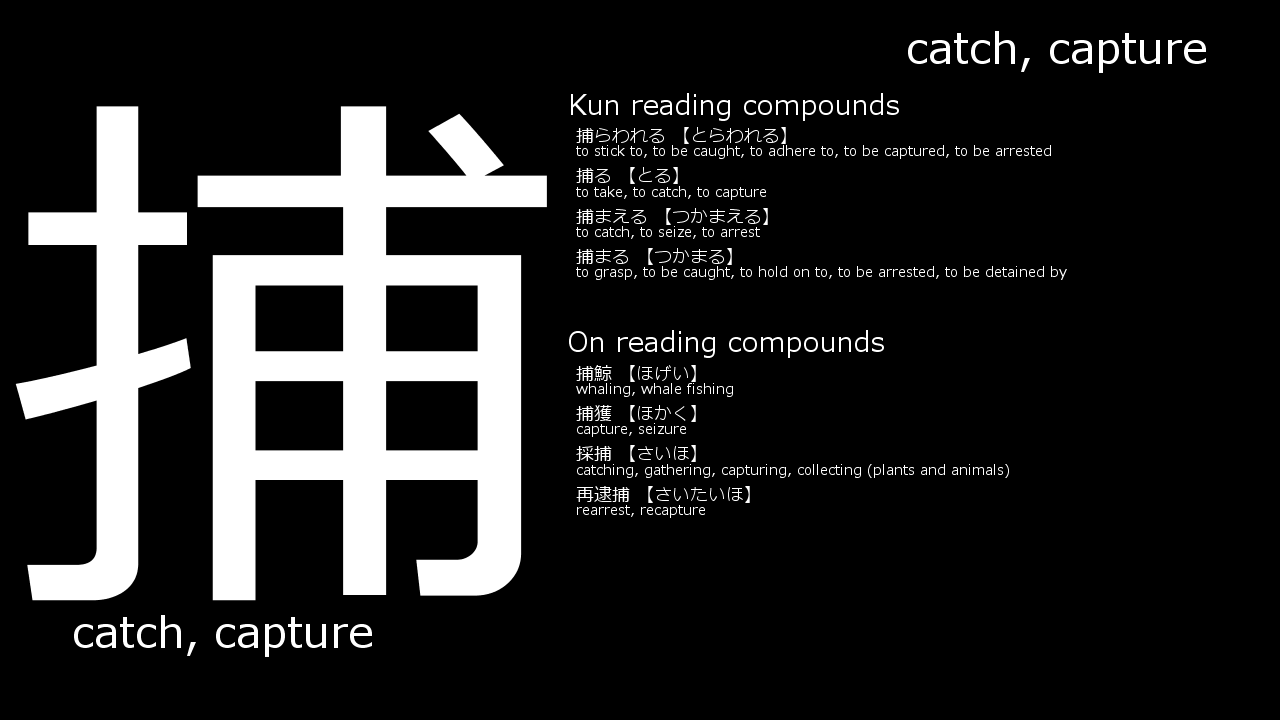 catch, capture
捕
catch, capture
Kun reading compounds
捕らわれる 【とらわれる】
to stick to, to be caught, to adhere to, to be captured, to be arrested
捕る 【とる】
to take, to catch, to capture
捕まえる 【つかまえる】
to catch, to seize, to arrest
捕まる 【つかまる】
to grasp, to be caught, to hold on to, to be arrested, to be detained by
On reading compounds
捕鯨 【ほげい】
whaling, whale fishing
捕獲 【ほかく】
capture, seizure
採捕 【さいほ】
catching, gathering, capturing, collecting (plants and animals)
再逮捕 【さいたいほ】
rearrest, recapture